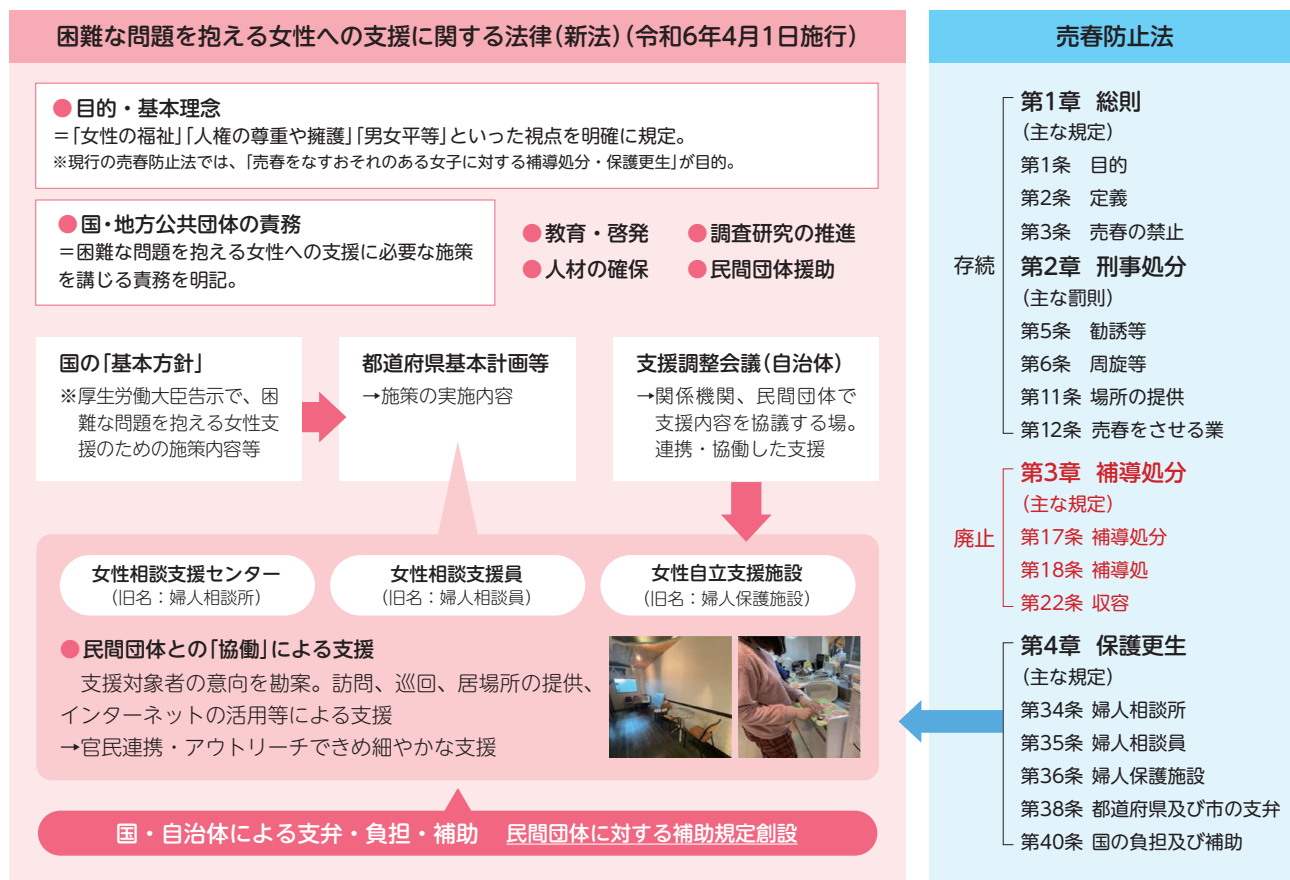 困難な問題を抱える女性への支援に関する法律(新法)(令和6年4月1日施行)
●目的・基本理念
＝「女性の福祉」「人権の尊重や擁護」「男女平等」といった視点を明確に規定。
※現行の売春防止法では、「売春をなすおそれのある女子に対する補導処分・保護更生」が目的。
●国・地方公共団体の責務
＝困難な問題を抱える女性への支援に必要な施策
を講じる責務を明記。
●教育・啓発 ●調査研究の推進
●人材の確保 ●民間団体援助
国の「基本方針」
※厚生労働大臣告示で、困
難な問題を抱える女性支
援のための施策内容等
都道府県基本計画等
→施策の実施内容
支援調整会議(自治体)
→関係機関、民間団体で
支援内容を協議する場。
連携・協働した支援
女性相談支援センター
(旧名：婦人相談所)
女性相談支援員
(旧名：婦人相談員)
女性自立支援施設
(旧名：婦人保護施設)
●民間団体との「協働」による支援
支援対象者の意向を勘案。訪問、巡回、居場所の提供、
インターネットの活用等による支援
→官民連携・アウトリーチできめ細やかな支援
国・自治体による支弁・負担・補助 民間団体に対する補助規定創設
売春防止法
存続
第1章 総則
(主な規定)
第1条 目的
第2条 定義
第3条 売春の禁止
第2章 刑事処分
(主な罰則)
第5条 勧誘等
第6条 周旋等
第11条 場所の提供
第12条 売春をさせる業
廃止
第3章 補導処分
(主な規定)
第17条 補導処分
第18条 補導処
第22条 収容
第4章 保護更生
(主な規定)
第34条 婦人相談所
第35条 婦人相談員
第36条 婦人保護施設
第38条 都道府県及び市の支弁
第40条 国の負担及び補助